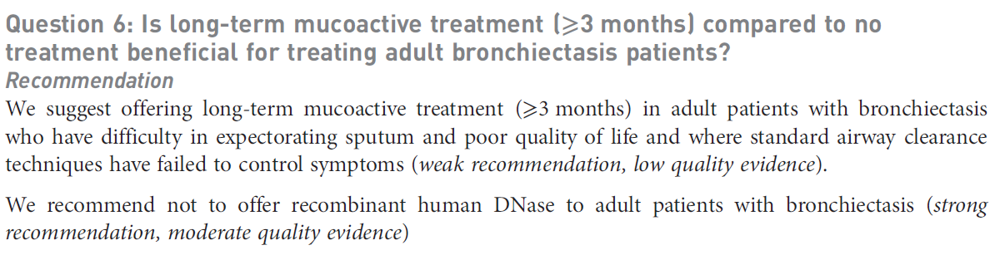 Question 6: Is long-term mucoactive treatment (⩾3 months) compared to no
treatment beneficial for treating adult bronchiectasis patients?
Recommendation
We suggest offering long-term mucoactive treatment (⩾3 months) in adult patients with bronchiectasis
who have difficulty in expectorating sputum and poor quality of life and where standard airway clearance
techniques have failed to control symptoms (weak recommendation, low quality evidence).
We recommend not to offer recombinant human DNase to adult patients with bronchiectasis (strong
recommendation, moderate quality evidence)